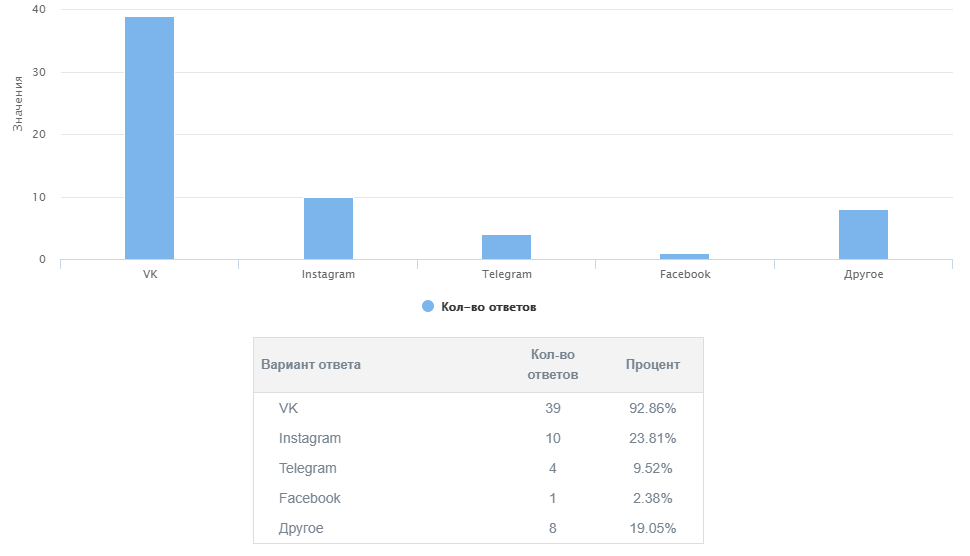 40
30
20
10
0
Значения
VK Instagram Telegram Facebook Другое
Кол-во ответов
Вариант ответа Кол-во ответов Процент
VK 39 92.86%
Instagram 10 23.81%
Telegram 4 9.52%
Facebook 1 2.38%
Другое 8 19.05%